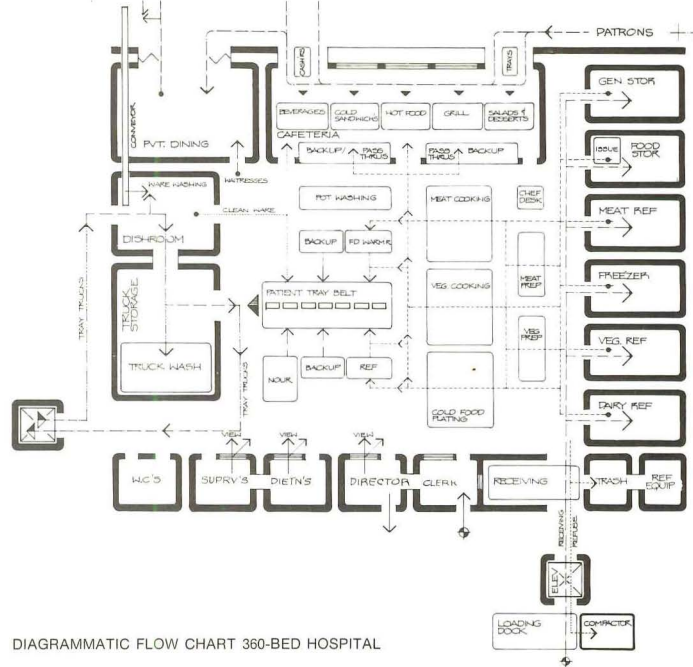 PATRONS
CASH'RS
TRAYS
GEN STOR
CONVEYOR
BEVERAGES
COLD
SANDWICHES
HOT FOOD
GRILL
SALADS &
DESSERTS
CAFETERIA
PVT. DINING
BACKUP/
PASS
THRUS
PASS
THRUS
BACKUP
ISSUE
FOOD
STOR
WARE WASHING
WAITRESSES
CLEAN WARE
POT WASHING
MEAT COOKING
CHEF
DESK
MEAT REF
DISHROOM
BACKUP
FD WARM'R
TRUCK
STORAGE
TRAY TRUCKS
PATIENT TRAY BELT
VEG. COOKING
MEAT
PREP
FREEZER
VEG
PREP
VEG. REF
TRUCK WASH
TRAY TRUCKS
NOUR
BACKUP
REF
COLD FOOD
PLATING
DAIRY REF
VIEW
VIEW
VIEW
W.C'S
SUPRV'S
DIETN'S
DIRECTOR
CLERK
RECEIVING
TRASH
REF
EQUIP
RECEIVING
REFUSE
ELEV
LOADING
DOCK
COMPACTOR
DIAGRAMMATIC FLOW CHART 360-BED HOSPITAL